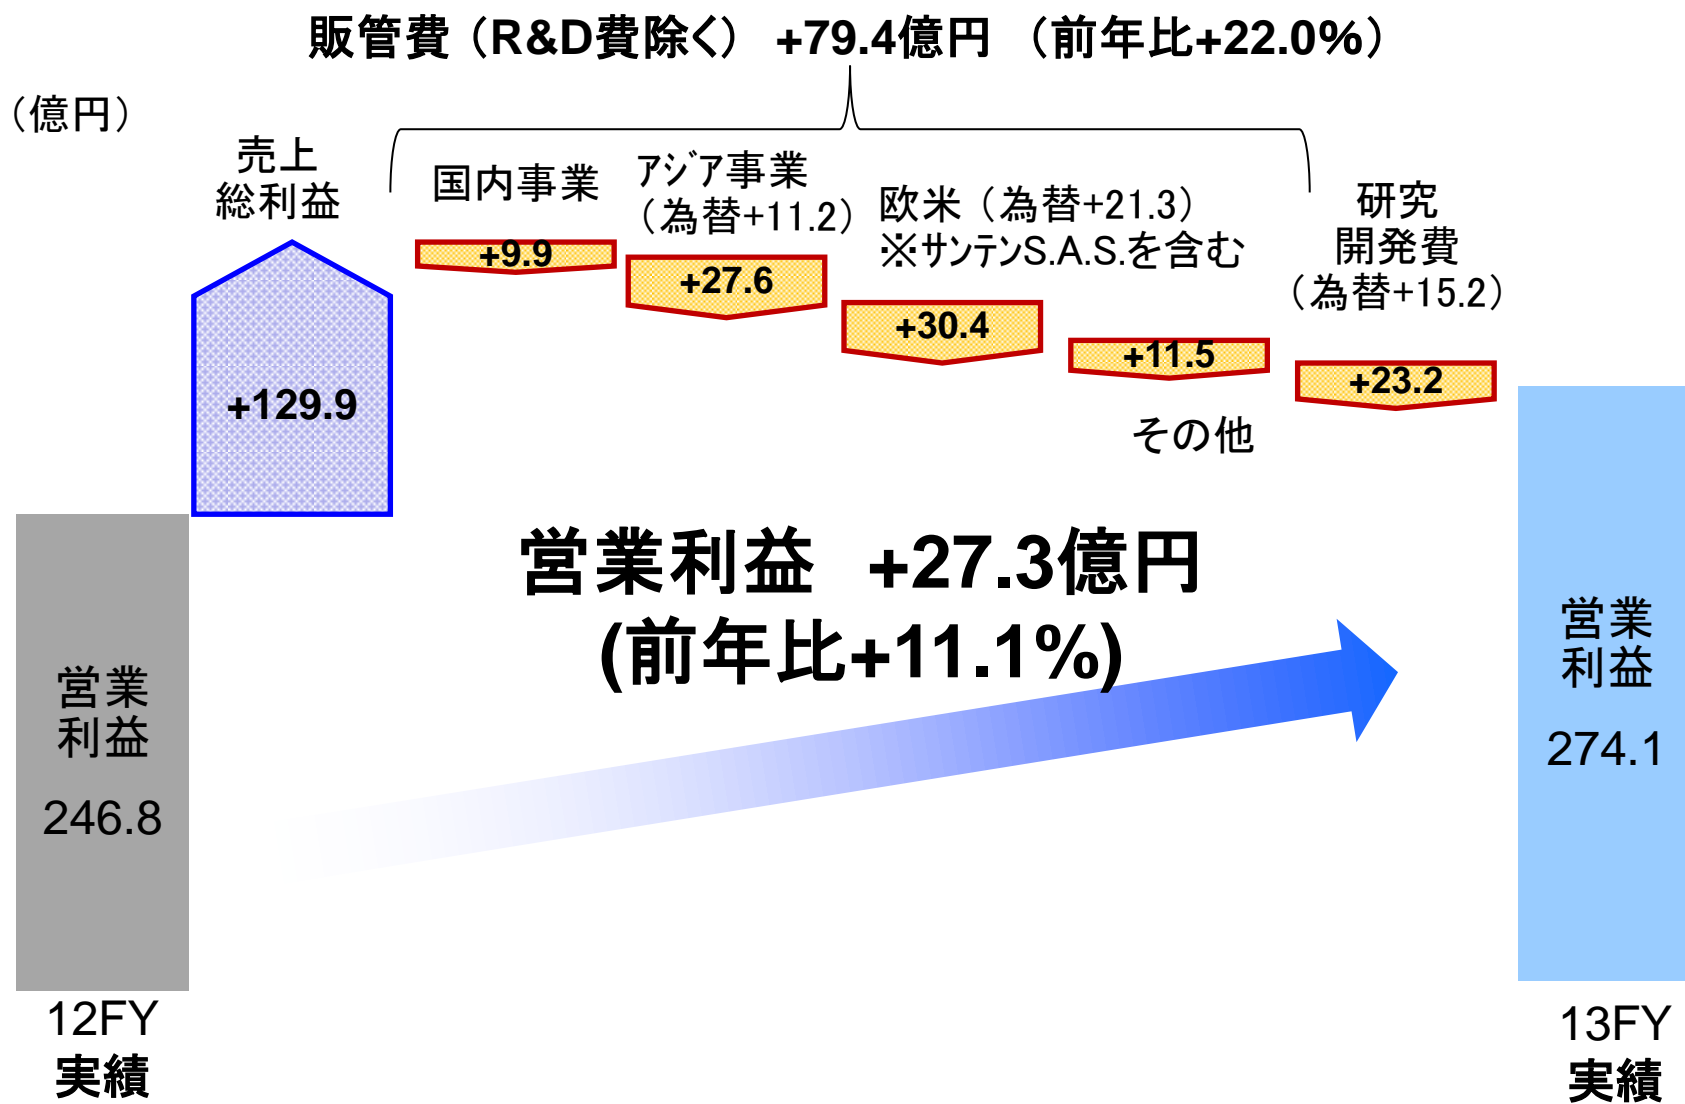 販管費（R&D費除く） +79.4億円 （前年比+22.0%）
（億円）
売上
総利益
国内事業
ｱｼﾞｱ事業
（為替+11.2）
欧米（為替+21.3）
※ｻﾝﾃﾝS.A.S.を含む
研究
開発費
（為替+15.2）
+9.9
+27.6
+30.4
+11.5
+23.2
+129.9
その他
営業利益 +27.3億円
(前年比+11.1%)
営業
利益
246.8
営業
利益
274.1
12FY
実績
13FY
実績